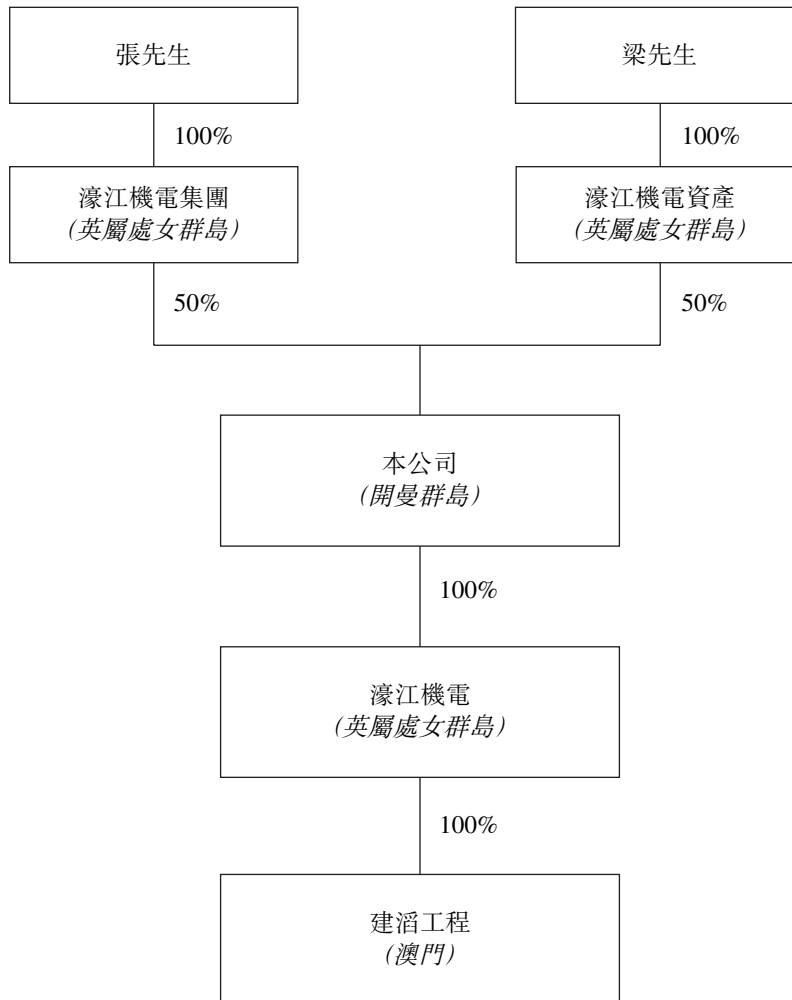 張先生
梁先生
100%
100%
濠江機電集團
(英屬處女群島)
濠江機電資產
(英屬處女群島)
50%
50%
本公司
(開曼群島)
100%
濠江機電
(英屬處女群島)
100%
建滔工程
(澳門)